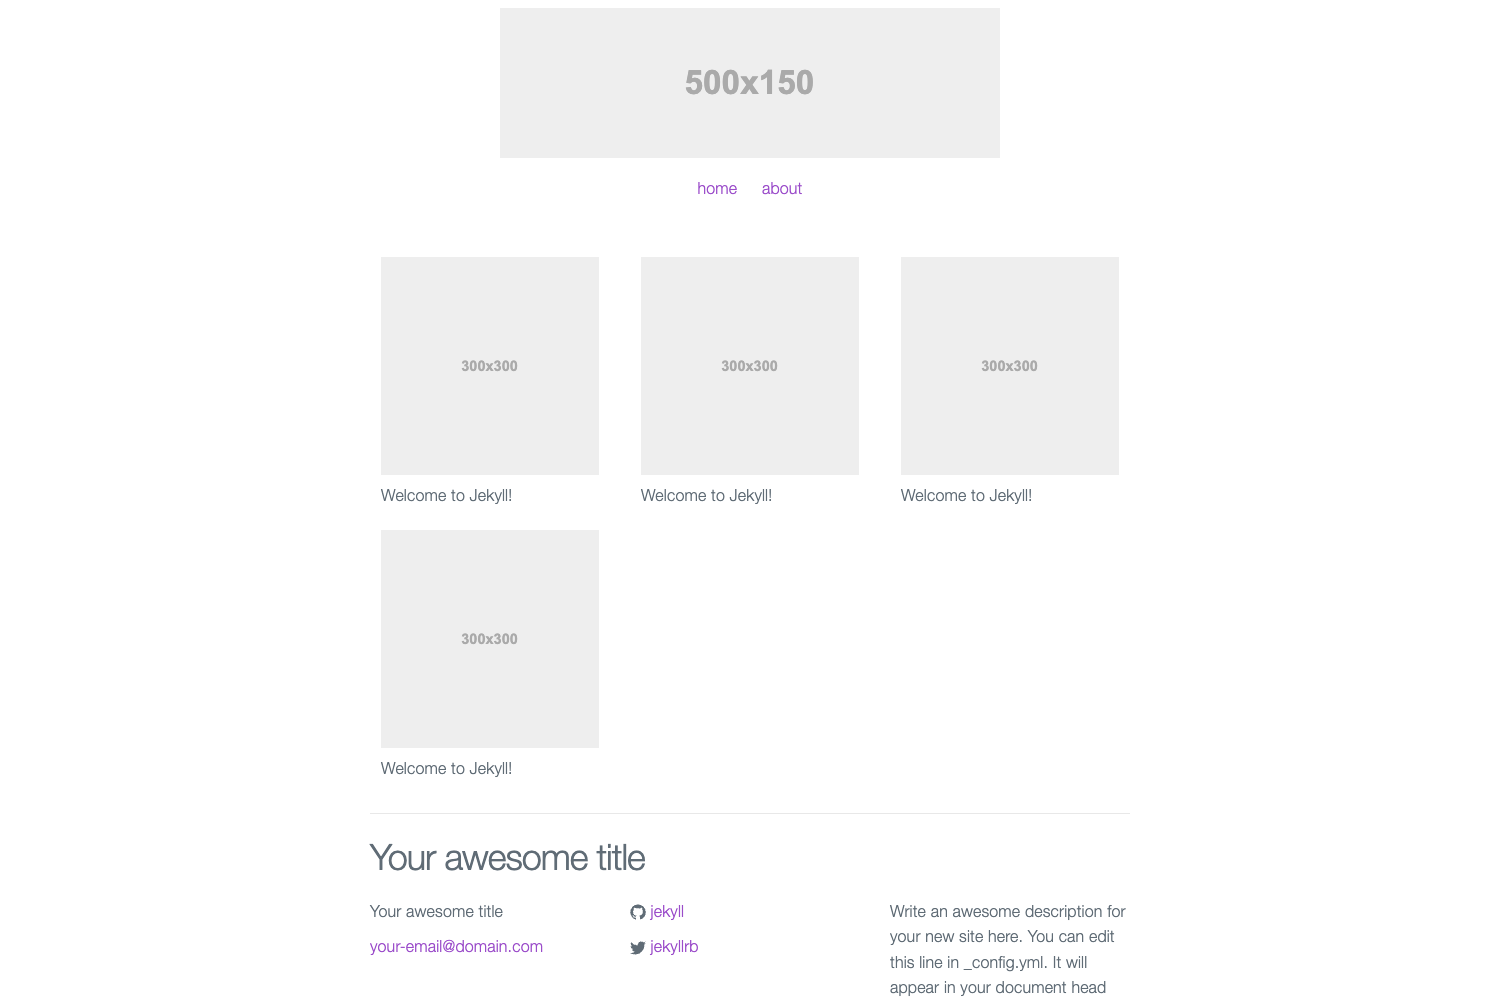 500x150
home about
300x300 300x300 300x300
Welcome to Jekyll! Welcome to Jekyll! Welcome to Jekyll!
300x300
Welcome to Jekyll!
Your awesome title
Your awesome title
your-email@domain.com
jekyll
jekyllrb
Write an awesome description for
your new site here. You can edit
this line in _config.yml. It will
appear in your document head